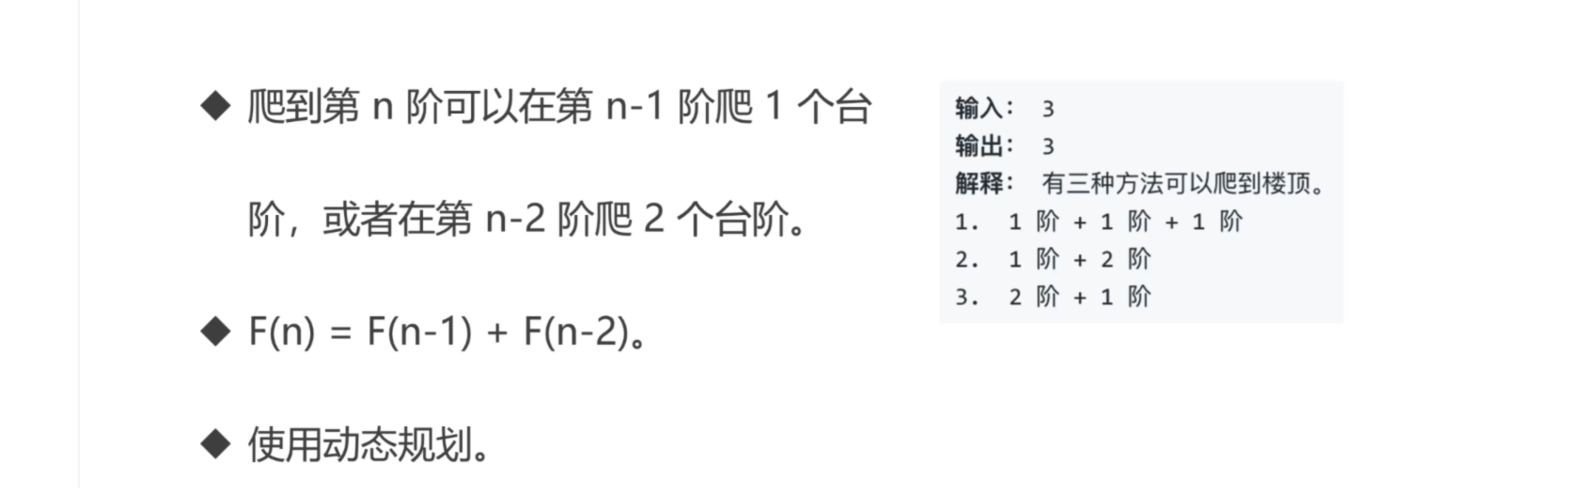 ◆ 爬到第 n 阶可以在第 n-1 阶爬 1 个台
阶，或者在第 n-2 阶爬 2 个台阶。
◆ F(n) = F(n-1) + F(n-2)。
◆ 使用动态规划。
输入： 3
输出： 3
解释： 有三种方法可以爬到楼顶。
1. 1 阶 + 1 阶 + 1 阶
2. 1 阶 + 2 阶
3. 2 阶 + 1 阶